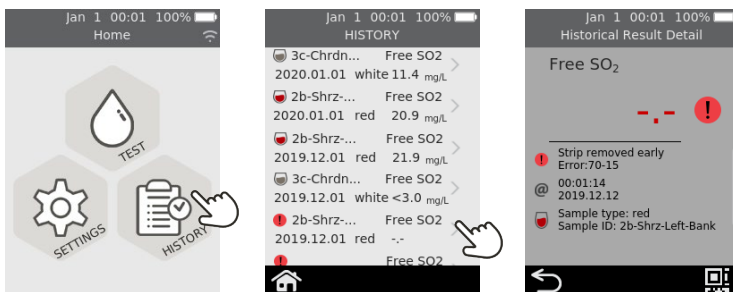 Jan 1 00:01 100%
Home
TEST
SETTINGS
HISTORY
Jan 1 00:01 100%
HISTORY
3c-Chrdn... Free SO2
2020.01.01 white 11.4 mg/L
2b-Shrz-... Free SO2
2020.01.01 red 20.9 mg/L
2b-Shrz-... Free SO2
2019.12.01 red 21.9 mg/L
3c-Chrdn... Free SO2
2019.12.01 white <3.0 mg/L
2b-Shrz-... Free SO2
2019.12.01 red -.-
Free SO2
Jan 1 00:01 100%
Historical Result Detail
Free SO₂
-.- !
! Strip removed early
Error:70-15
@ 00:01:14
2019.12.12
Sample type: red
Sample ID: 2b-Shrz-Left-Bank